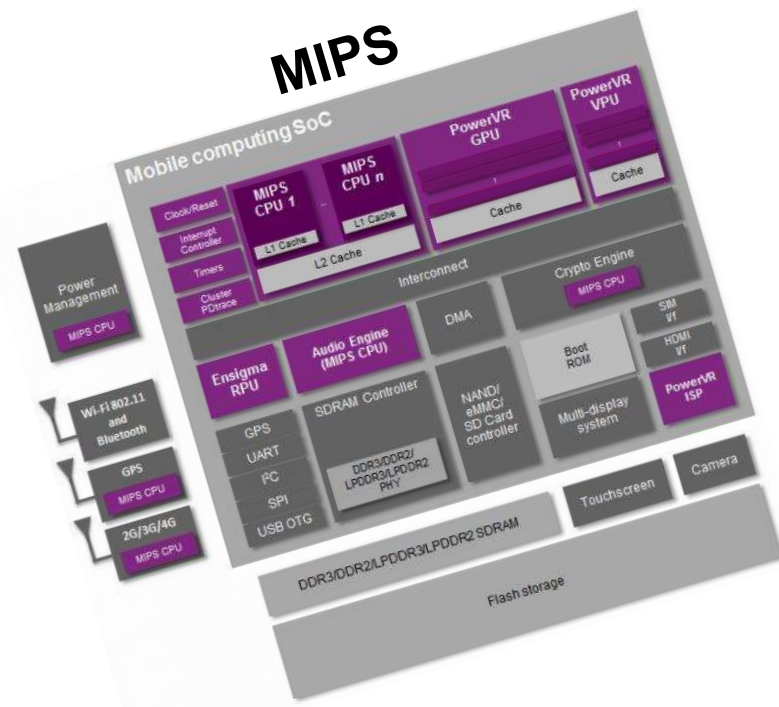 MIPS
Mobile computing SoC
Clock/Reset
Interrupt
Controller
Timers
Cluster
PDtrace
MIPS
CPU 1
L1 Cache
...
MIPS
CPU n
L1 Cache
L2 Cache
PowerVR
GPU
Cache
PowerVR
VPU
Cache
Interconnect
Power
Management
MIPS CPU
Wi-Fi 802.11
and
Bluetooth
GPS
MIPS CPU
2G/3G/4G
MIPS CPU
Ensigma
RPU
Audio Engine
(MIPS CPU)
DMA
Crypto Engine
MIPS CPU
SIM
I/f
HDMI
I/f
GPS
UART
I²C
SPI
USB OTG
SDRAM Controller
DDR3/DDR2/
LPDDR3/LPDDR2
PHY
NAND/
eMMC/
SD Card
controller
Boot
ROM
Multi-display
system
PowerVR
ISP
DDR3/DDR2/LPDDR3/LPDDR2 SDRAM
Touchscreen
Camera
Flash storage